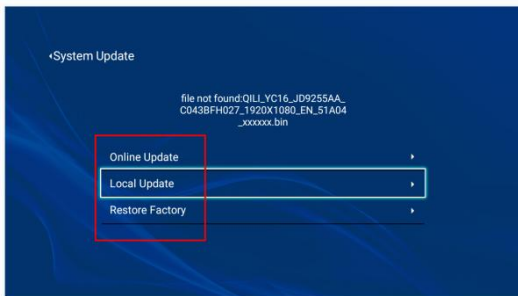 System Update
file not found:QILI_YC16_JD9255AA_
C043BFH027_1920X1080_EN_51A04
_xxxxxx.bin
Online Update
Local Update
Restore Factory